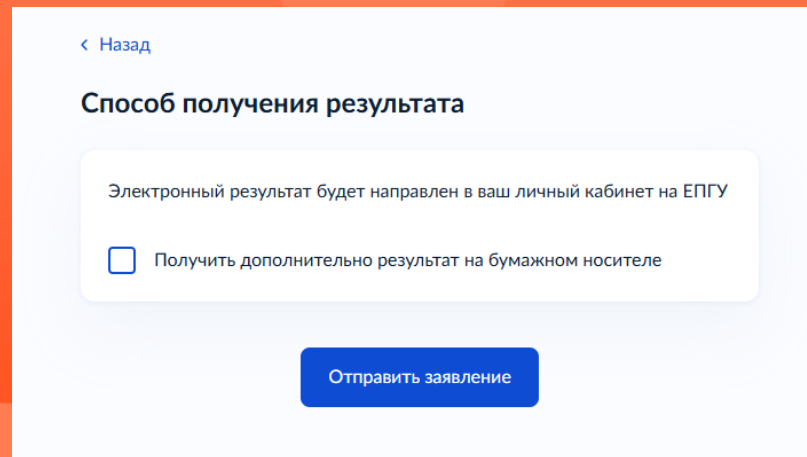 Назад
Способ получения результата
Электронный результат будет направлен в ваш личный кабинет на ЕПГУ
Получить дополнительно результат на бумажном носителе
Отправить заявление